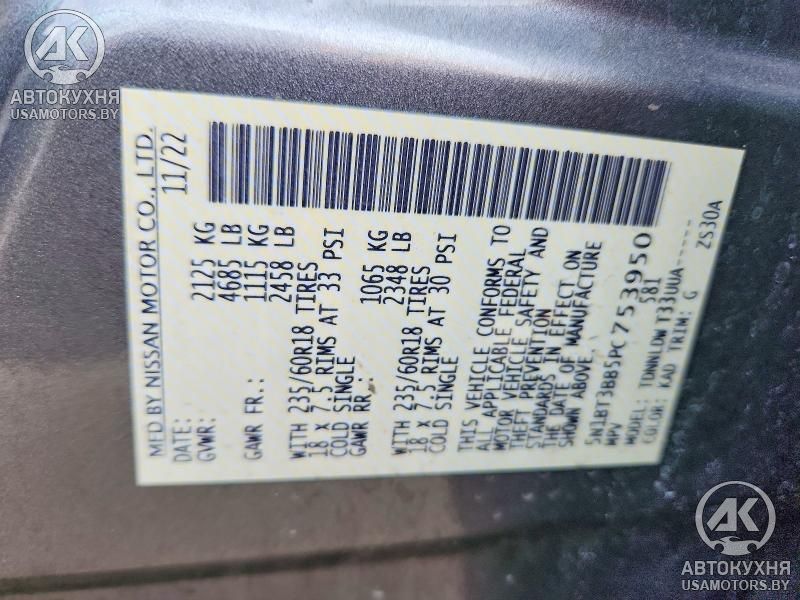 AK
АВТОКУХНЯ
USAMOTORS.BY
MFD BY NISSAN MOTOR CO., LTD.
DATE: 11/22
GVWR: 2125 KG
4685 LB
GAWR FR.: 1115 KG
2458 LB
WITH 235/60R18 TIRES
18 x 7.5 RIMS AT 33 PSI
COLD SINGLE
GAWR RR.: 1065 KG
2348 LB
WITH 235/60R18 TIRES
18 x 7.5 RIMS AT 30 PSI
COLD SINGLE
THIS VEHICLE CONFORMS TO
ALL APPLICABLE FEDERAL
MOTOR VEHICLE SAFETY AND
THEFT PREVENTION
STANDARDS IN EFFECT ON
THE DATE OF MANUFACTURE
SHOWN ABOVE.
5N1BT3BB5PC753950
MPV 581
MODEL: TDNNLDW T33UUA-----
COLOR: KAD TRIM: G ZS30A
AK
АВТОКУХНЯ
USAMOTORS.BY